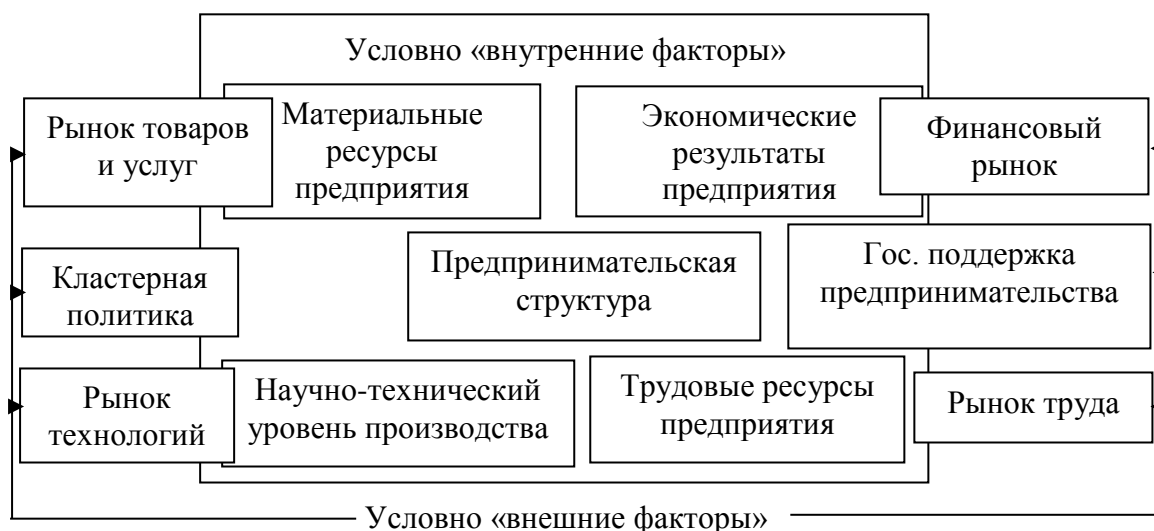 Условно «внутренние факторы»
Рынок товаров
и услуг
Материальные
ресурсы
предприятия
Экономические
результаты
предприятия
Финансовый
рынок
Кластерная
политика
Предпринимательская
структура
Гос. поддержка
предпринимательства
Рынок
технологий
Научно-технический
уровень производства
Трудовые ресурсы
предприятия
Рынок труда
Условно «внешние факторы»